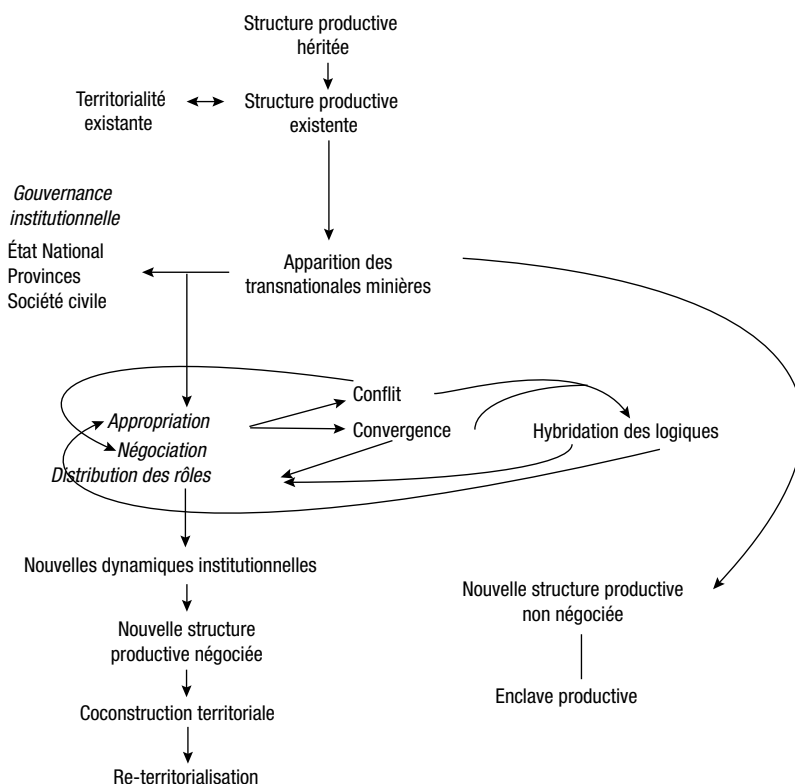 Structure productive
héritée
Territorialité
existante
Structure productive
existente
Gouvernance
institutionnelle
État National
Provinces
Société civile
Apparition des
transnationales minières
Conflit
Appropriation
Convergence
Hybridation des logiques
Négociation
Distribution des rôles
Nouvelles dynamiques institutionnelles
Nouvelle structure productive
non négociée
Nouvelle structure
productive négociée
Enclave productive
Coconstruction territoriale
Re-territorialisation